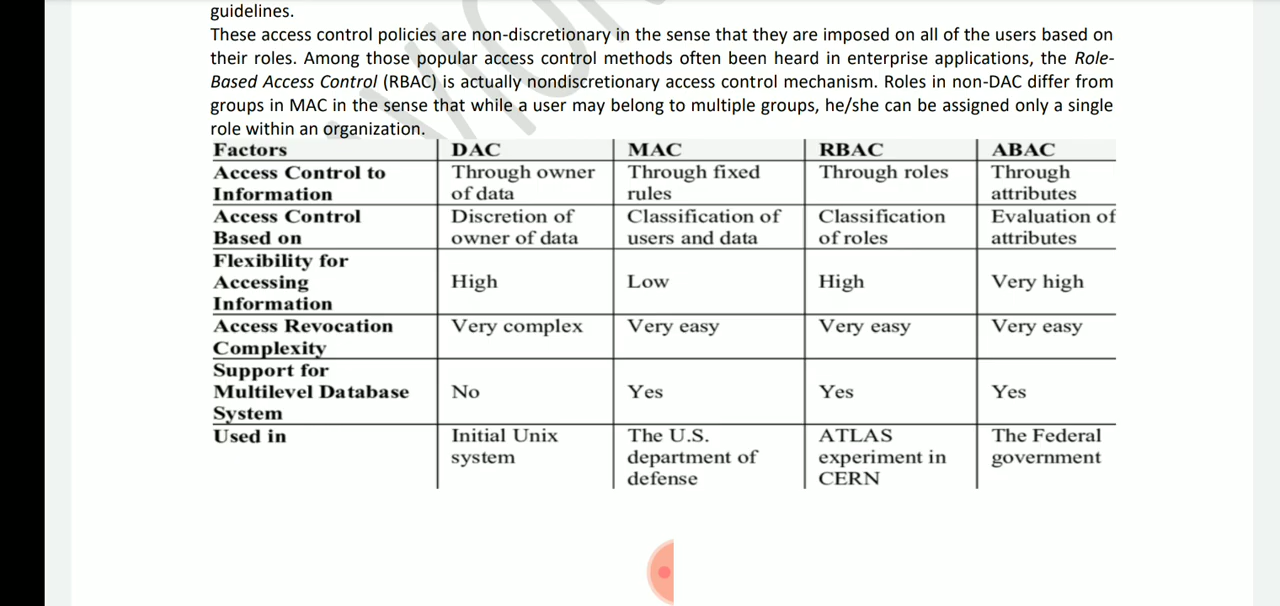 guidelines.
These access control policies are non-discretionary in the sense that they are imposed on all of the users based on
their roles. Among those popular access control methods often been heard in enterprise applications, the Role-
Based Access Control (RBAC) is actually nondiscretionary access control mechanism. Roles in non-DAC differ from
groups in MAC in the sense that while a user may belong to multiple groups, he/she can be assigned only a single
role within an organization.
Factors DAC MAC RBAC ABAC
Access Control to Through owner Through fixed Through roles Through
Information of data rules attributes
Access Control Discretion of Classification of Classification Evaluation of
Based on owner of data users and data of roles attributes
Flexibility for
Accessing High Low High Very high
Information
Access Revocation Very complex Very easy Very easy Very easy
Complexity
Support for
Multilevel Database No Yes Yes Yes
System
Used in Initial Unix The U.S. ATLAS The Federal
system department of experiment in government
defense CERN